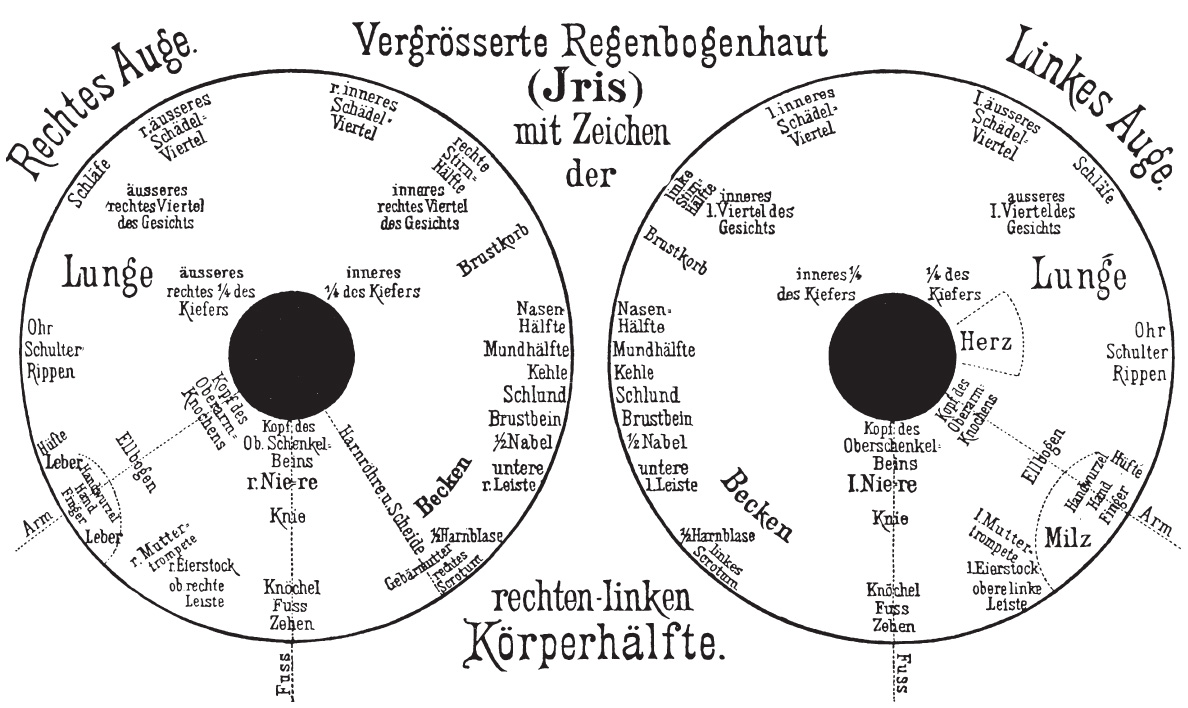 Vergrösserte Regenbogenhaut
(Jris)
mit Zeichen
der
rechten-linken
Körperhälfte.
Rechtes Auge.
r. äusseres
Schädel-
Viertel
r. inneres
Schädel-
Viertel
rechte
Stirn-
Hälfte
Schläfe
äusseres
rechtes Viertel
des Gesichts
inneres
rechtes Viertel
des Gesichts
Brustkorb
Lunge
äusseres
rechtes ¼ des
Kiefers
inneres
¼ des Kiefers
Ohr
Schulter
Rippen
Nasen-
Hälfte
Mundhälfte
Kehle
Schlund
Brustbein
½ Nabel
untere
r. Leiste
Kopf des
Oberarm-
Knochens
Kopf des
Ob. Schenkel-
Beins
r. Niere
Knie
Harnröhre u. Scheide
Becken
Hüfte
Leber
Handwurzel
Hand
Finger
Leber
Ellbogen
Arm
r. Mutter-
trompete
r. Eierstock
ob rechte
Leiste
Knöchel
Fuss
Zehen
½ Harnblase
Gebärmutter
rechtes
Scrotum
Fuss
Linkes Auge.
l. inneres
Schädel-
Viertel
l. äusseres
Schädel-
Viertel
Schläfe
linke
Stirn-
Hälfte
inneres
l. Viertel des
Gesichts
äusseres
l. Viertel des
Gesichts
Brustkorb
inneres ¼
des Kiefers
¼ des
Kiefers
Lunge
Herz
Nasen-
Hälfte
Mundhälfte
Kehle
Schlund
Brustbein
½ Nabel
untere
l. Leiste
Ohr
Schulter
Rippen
Kopf des
Oberschenkel-
Beins
l. Niere
Knie
Kopf des
Oberarm-
Knochens
Ellbogen
Becken
Handwurzel
Hand
Finger
Hüfte
Arm
Milz
½ Harnblase
linkes
Scrotum
l. Mutter-
trompete
l. Eierstock
obere linke
Leiste
Knöchel
Fuss
Zehen
Fuss